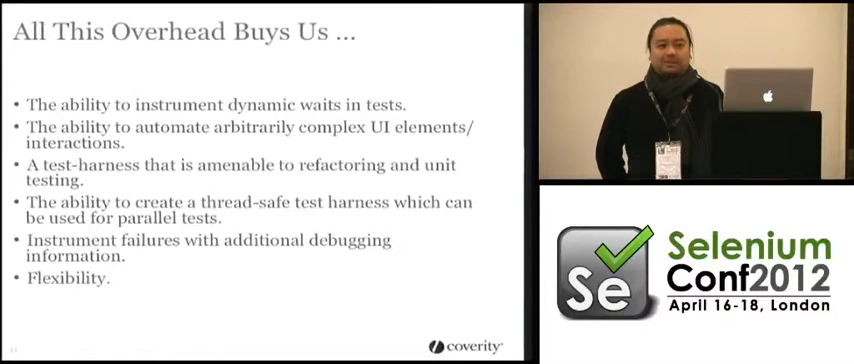 All This Overhead Buys Us ...
• The ability to instrument dynamic waits in tests.
• The ability to automate arbitrarily complex UI elements/
interactions.
• A test-harness that is amenable to refactoring and unit
testing.
• The ability to create a thread-safe test harness which can
be used for parallel tests.
• Instrument failures with additional debugging
information.
• Flexibility.
coverity
Se
Selenium
Conf2012
April 16-18, London